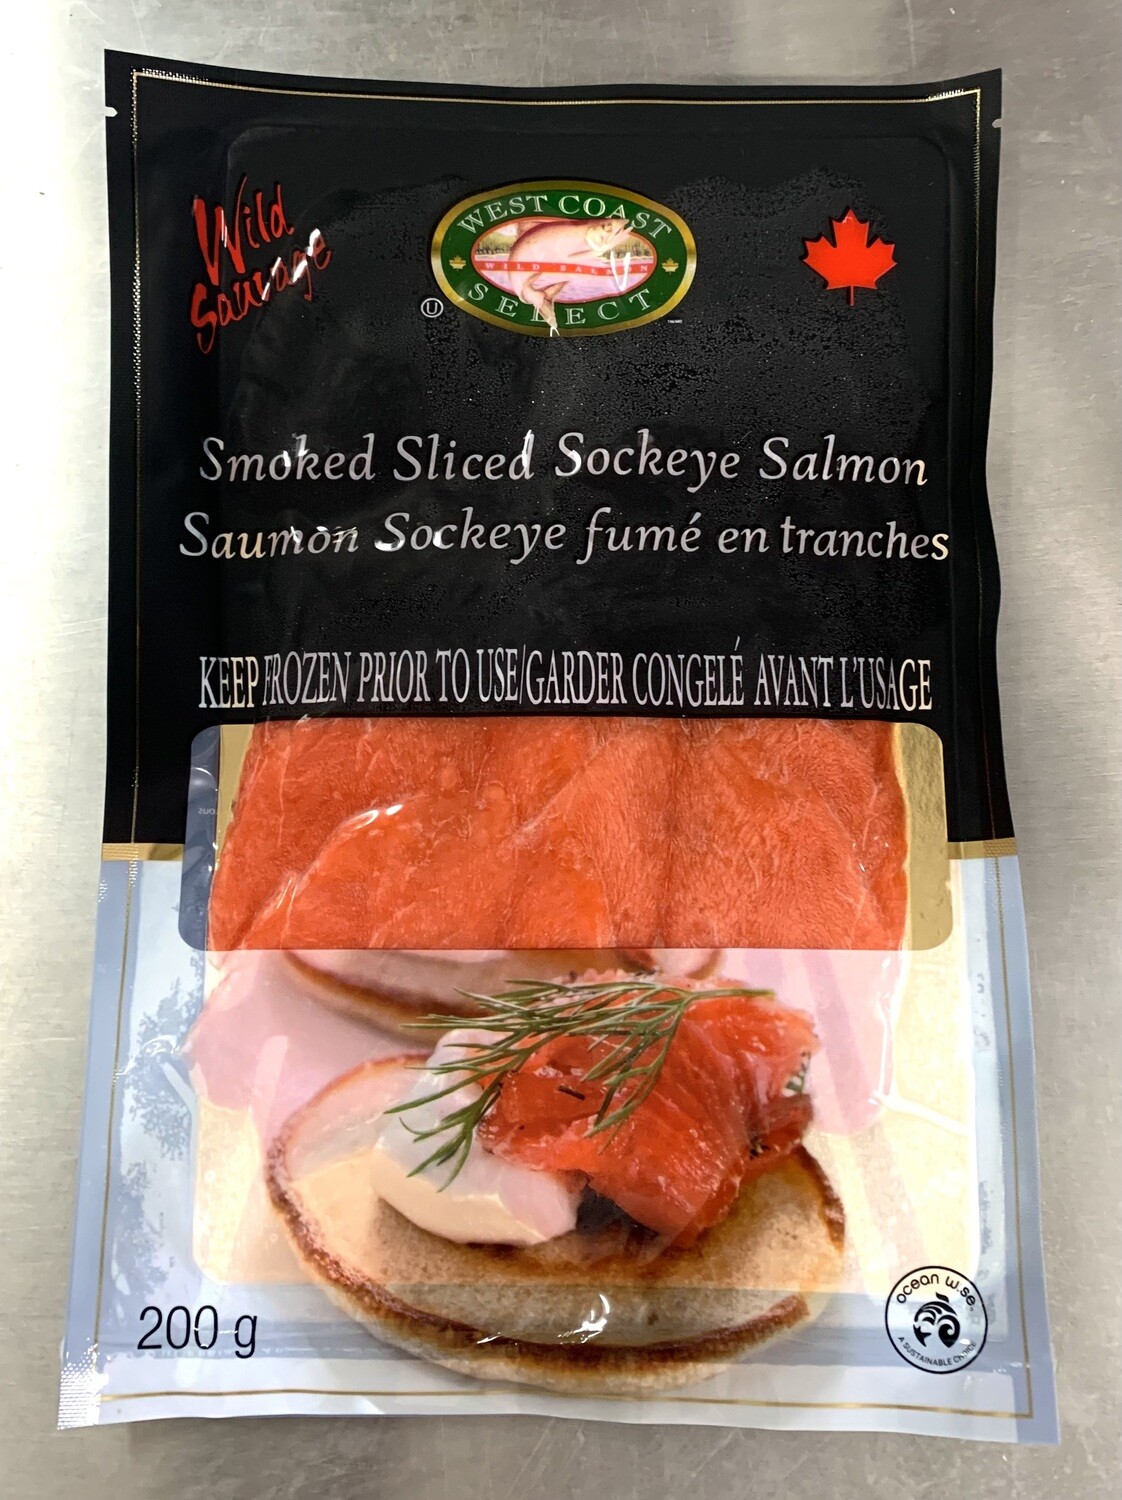 Wild
Sauvage
WEST COAST
WILD SALMON
SELECT
U
Smoked Sliced Sockeye Salmon
Saumon Sockeye fumé en tranches
KEEP FROZEN PRIOR TO USE/GARDER CONGELÉ AVANT L'USAGE
200 g
ocean wise.
A SUSTAINABLE CHOICE